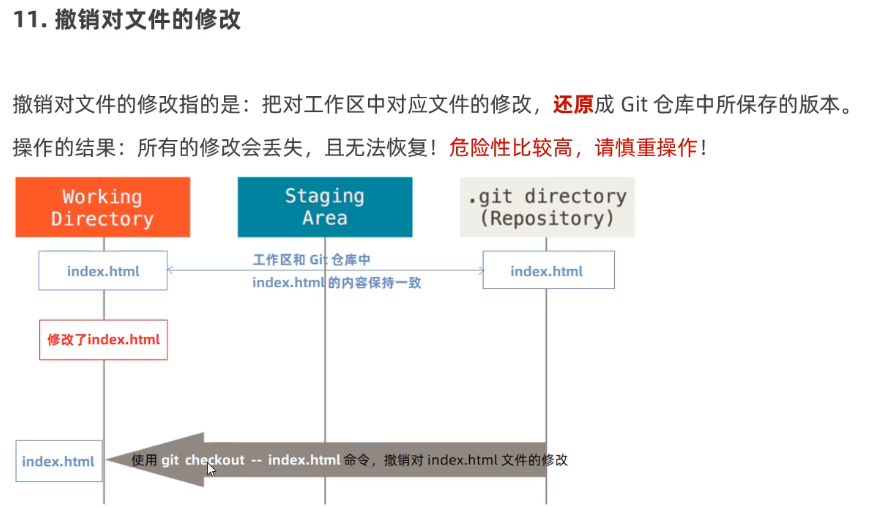 11. 撤销对文件的修改
撤销对文件的修改指的是：把对工作区中对应文件的修改，还原成 Git 仓库中所保存的版本。
操作的结果：所有的修改会丢失，且无法恢复！危险性比较高，请慎重操作！
Working
Directory
Staging
Area
.git directory
(Repository)
index.html
工作区和 Git 仓库中
index.html 的内容保持一致
index.html
修改了index.html
index.html
使用 git checkout -- index.html 命令，撤销对 index.html 文件的修改